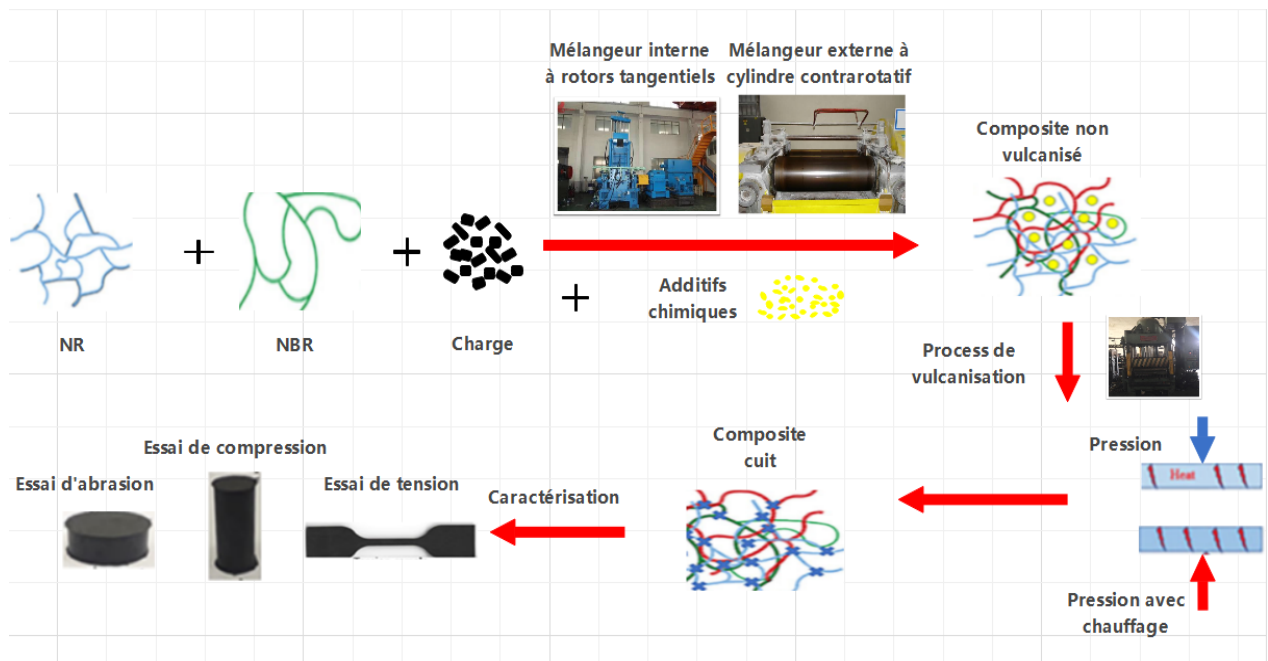 Mélangeur interne
à rotors tangentiels
Mélangeur externe à
cylindre contrarotatif
Composite non
vulcanisé
+
+
+
Additifs
chimiques
NR
NBR
Charge
Process de
vulcanisation
Pression
Heat
Pression avec
chauffage
Composite
cuit
Caractérisation
Essai de tension
Essai de compression
Essai d'abrasion